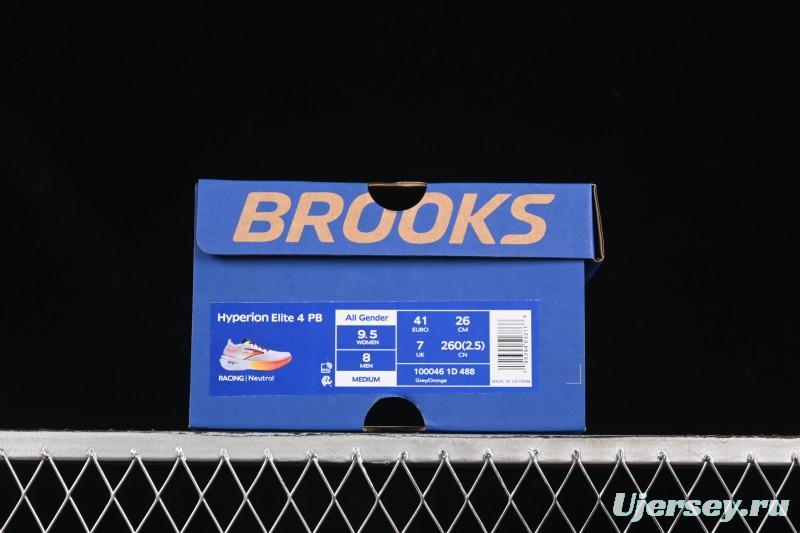 BROOKS
Hyperion Elite 4 PB
RACING | Neutral
All Gender
9.5
WOMEN
8
MEN
MEDIUM
41
EURO
26
CM
7
UK
260(2.5)
CN
100046 1D 488
Grey/Orange
MADE IN VIETNAM
Ujersey.ru